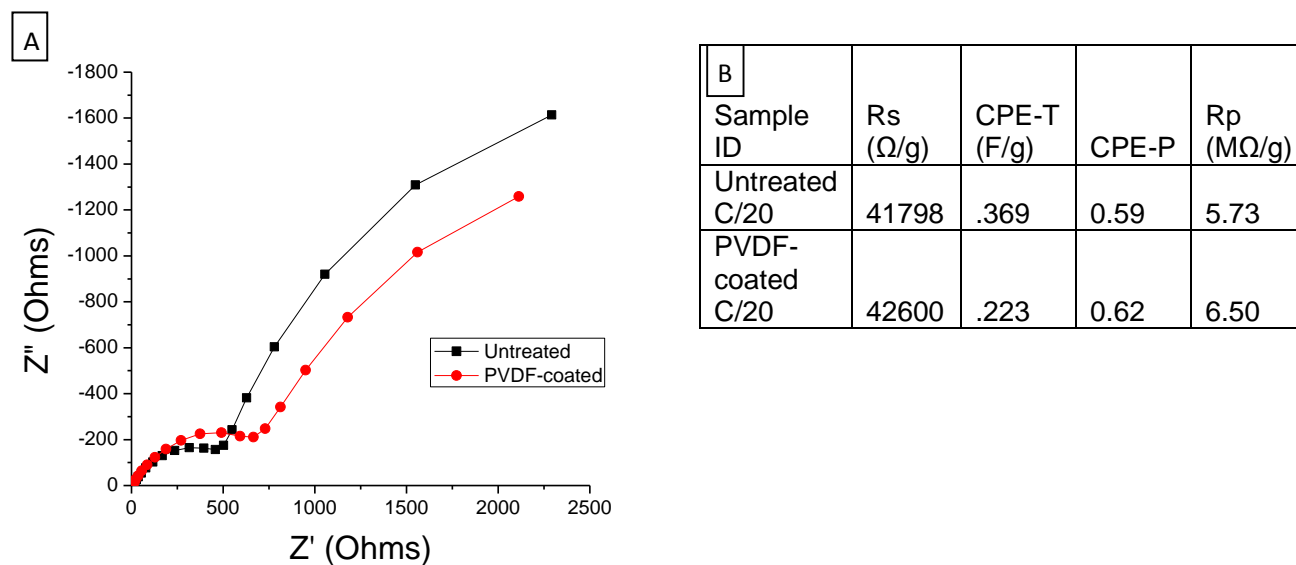 A
-1800
-1600
-1400
-1200
-1000
-800
-600
-400
-200
0
Z" (Ohms)
0 500 1000 1500 2000 2500
Z' (Ohms)
Untreated
PVDF-coated
B
Sample ID Rs (Ω/g) CPE-T (F/g) CPE-P Rp (MΩ/g)
Untreated C/20 41798 .369 0.59 5.73
PVDF-coated C/20 42600 .223 0.62 6.50